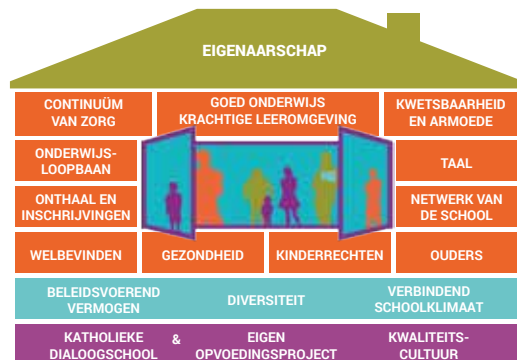 EIGENAARSCHAP
CONTINUÜM
VAN ZORG
GOED ONDERWIJS
KRACHTIGE LEEROMGEVING
KWETSBAARHEID
EN ARMOEDE
ONDERWIJS-
LOOPBAAN
TAAL
ONTHAAL EN
INSCHRIJVINGEN
NETWERK VAN
DE SCHOOL
WELBEVINDEN
GEZONDHEID
KINDERRECHTEN
OUDERS
BELEIDSVOEREND
VERMOGEN
DIVERSITEIT
VERBINDEND
SCHOOLKLIMAAT
KATHOLIEKE
DIALOOGSCHOOL
&
EIGEN
OPVOEDINGSPROJECT
KWALITEITS-
CULTUUR